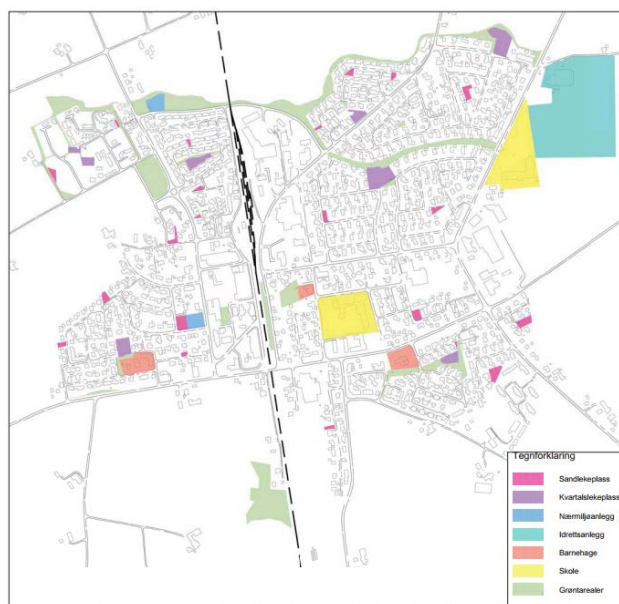 Tegnforklaring
Sandlekeplass
Kvartalslekeplass
Nærmiljøanlegg
Idrettsanlegg
Barnehage
Skole
Grøntarealer